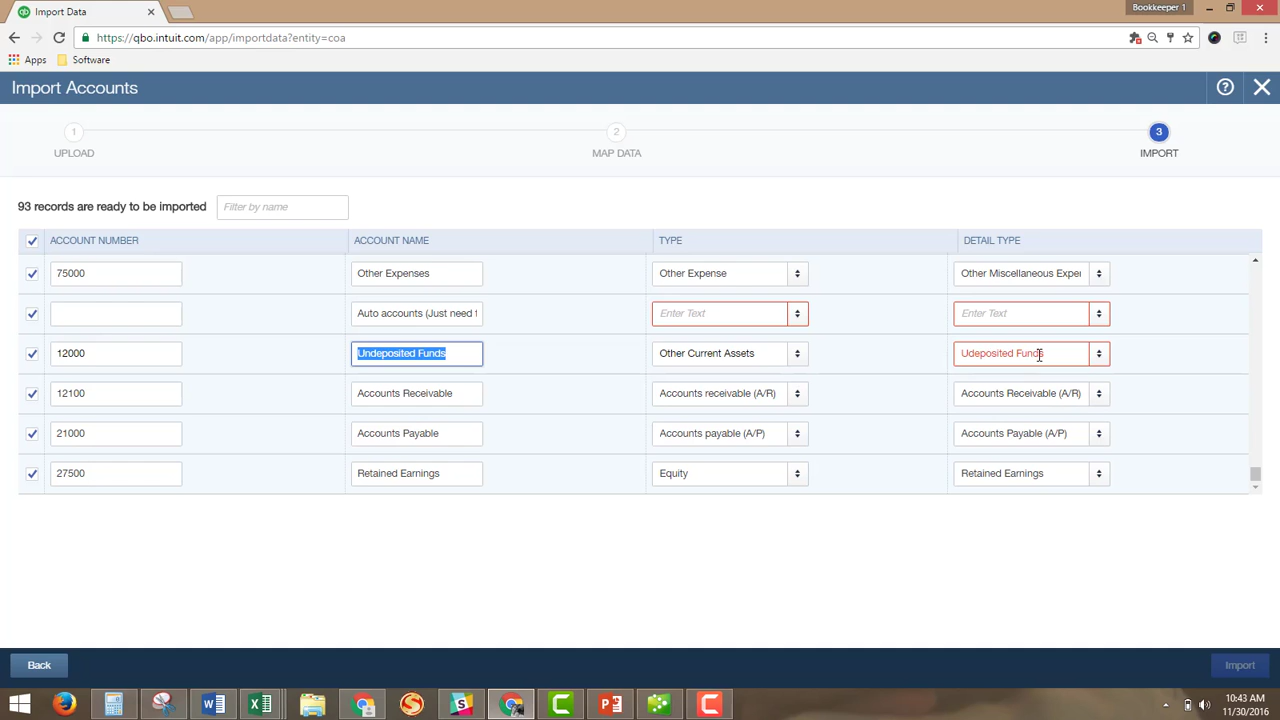 Import Data
Bookkeeper 1
https://qbo.intuit.com/app/importdata?entity=coa
Apps
Software
Import Accounts
1
2
3
UPLOAD
MAP DATA
IMPORT
93 records are ready to be imported
Filter by name
ACCOUNT NUMBER
ACCOUNT NAME
TYPE
DETAIL TYPE
75000
Other Expenses
Other Expense
Other Miscellaneous Exper
Auto accounts (Just need t
Enter Text
Enter Text
12000
Undeposited Funds
Other Current Assets
Udeposited Funds
12100
Accounts Receivable
Accounts receivable (A/R)
Accounts Receivable (A/R)
21000
Accounts Payable
Accounts payable (A/P)
Accounts Payable (A/P)
27500
Retained Earnings
Equity
Retained Earnings
Back
Import
10:43 AM
11/30/2016